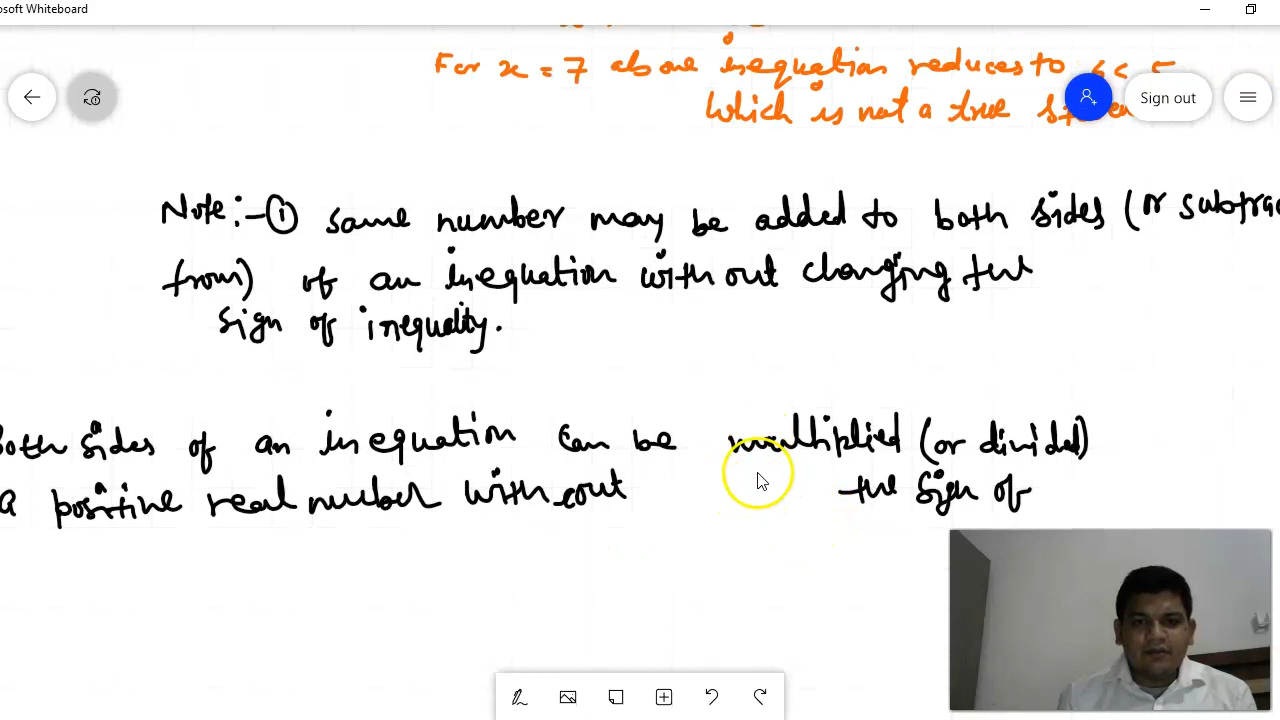 osoft Whiteboard
For x = 7 above inequation reduces to
Which is not a true
Sign out
Note:- ① same number may be added to both sides (or subtrac
from) of an inequation without changing the
sign of inequality.
Both sides of an inequation can be multiplied (or divided)
a positive real number without the sign of